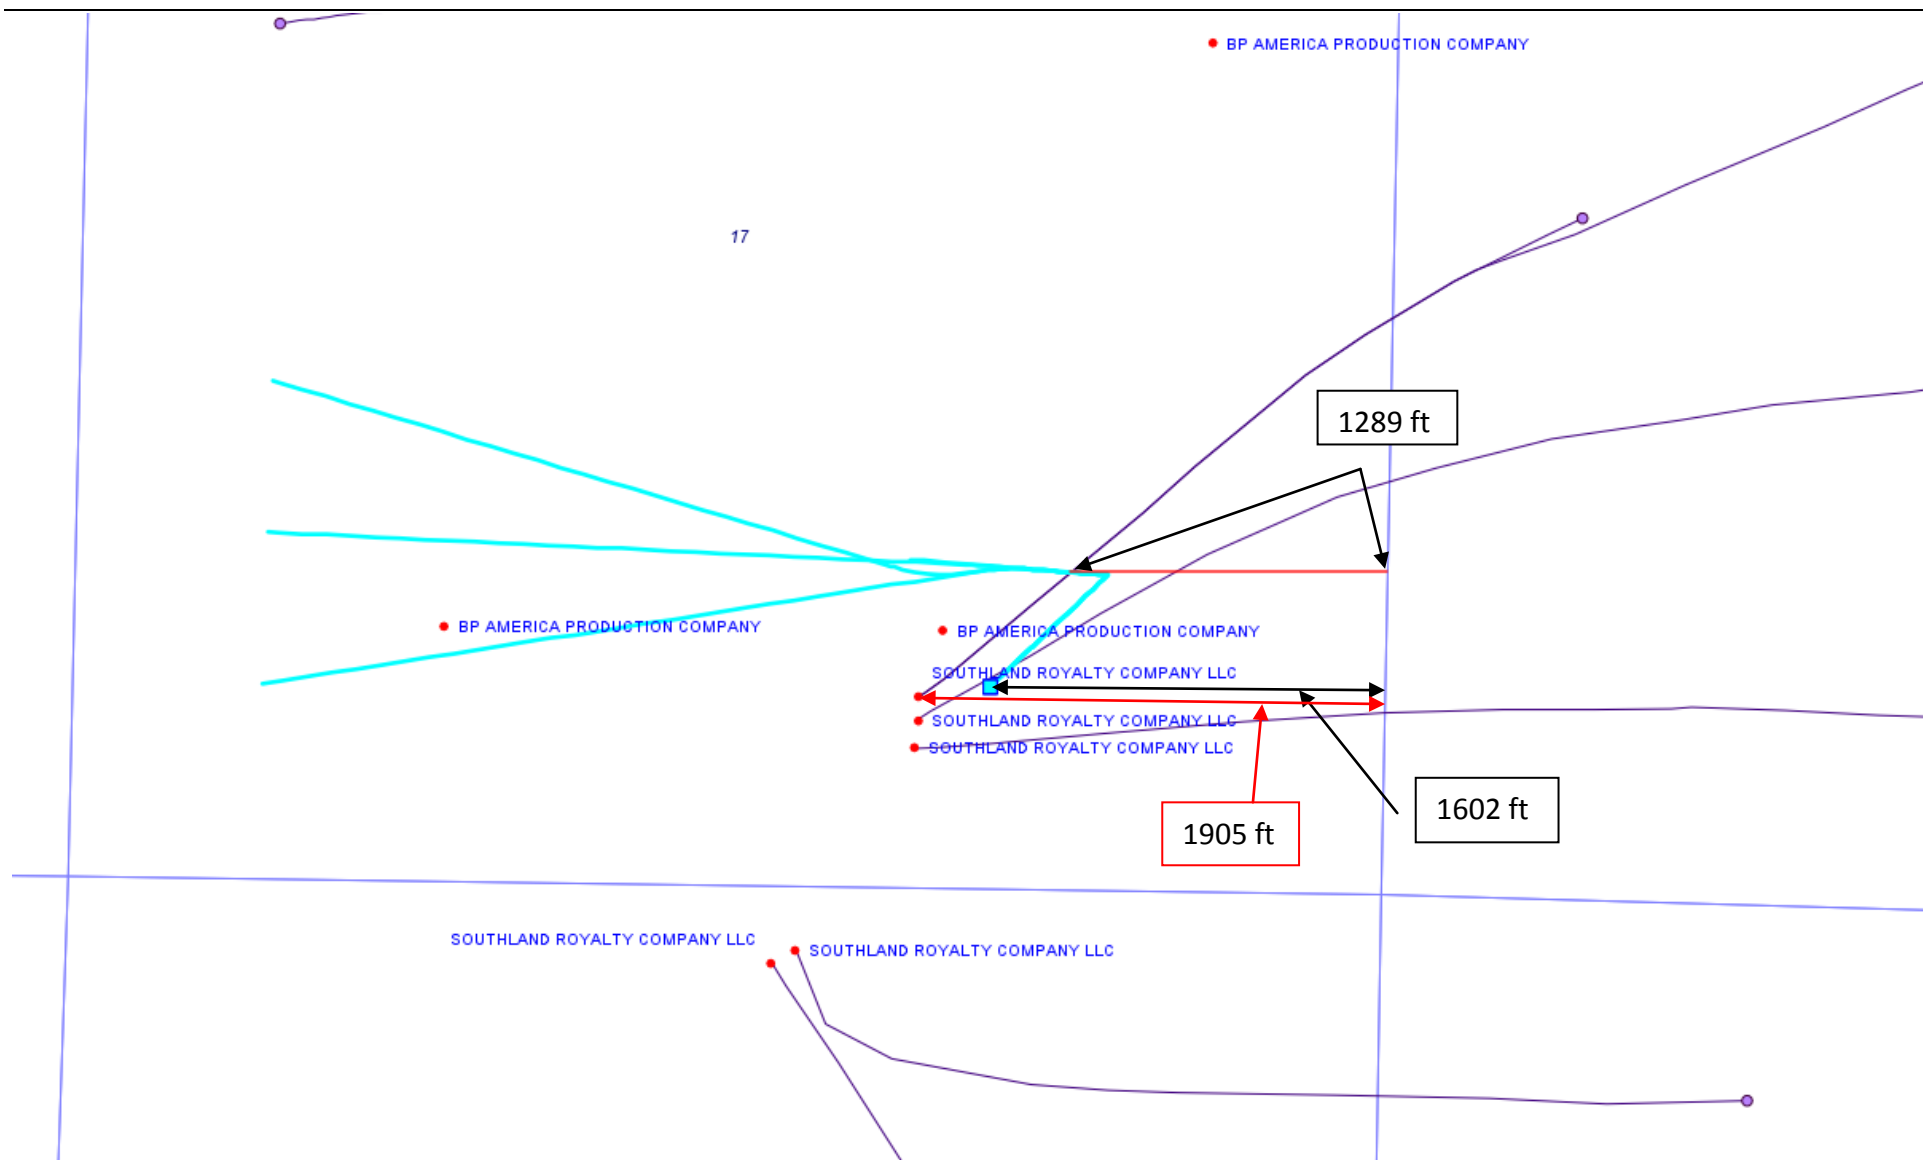 BP AMERICA PRODUCTION COMPANY
17
1289 ft
BP AMERICA PRODUCTION COMPANY
BP AMERICA PRODUCTION COMPANY
SOUTHLAND ROYALTY COMPANY LLC
SOUTHLAND ROYALTY COMPANY LLC
SOUTHLAND ROYALTY COMPANY LLC
1602 ft
1905 ft
SOUTHLAND ROYALTY COMPANY LLC
SOUTHLAND ROYALTY COMPANY LLC